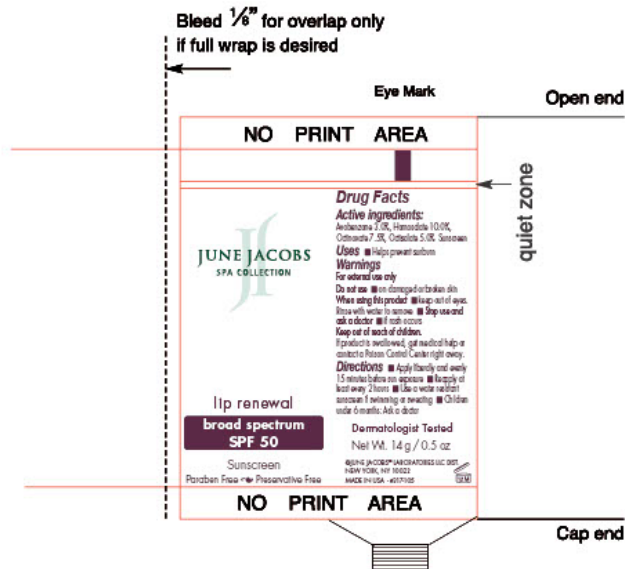 Bleed 1/8" for overlap only
if full wrap is desired
Eye Mark
Open end
NO PRINT AREA
quiet zone
JUNE JACOBS
SPA COLLECTION
lip renewal
broad spectrum
SPF 50
Sunscreen
Paraben Free Preservative Free
Drug Facts
Active ingredients:
Avobenzone 3.0%, Homosalate 10.0%,
Octinoxate 7.5%, Octisalate 5.0% Sunscreen
Uses ■ Helps prevent sunburn
Warnings
For external use only
Do not use ■ on damaged or broken skin
When using this product ■ keep out of eyes.
Rinse with water to remove ■ Stop use and
ask a doctor ■ if rash occurs
Keep out of reach of children.
If product is swallowed, get medical help or
contact a Poison Control Center right away.
Directions ■ Apply liberally and evenly
15 minutes before sun exposure ■ Reapply at
least every 2 hours ■ Use a water resistant
sunscreen if swimming or sweating ■ Children
under 6 months: Ask a doctor
Dermatologist Tested
Net Wt. 14 g / 0.5 oz
©JUNE JACOBS® LABORATORIES LLC DIST.
NEW YORK, NY 10022
MADE IN USA
NO PRINT AREA
Cap end